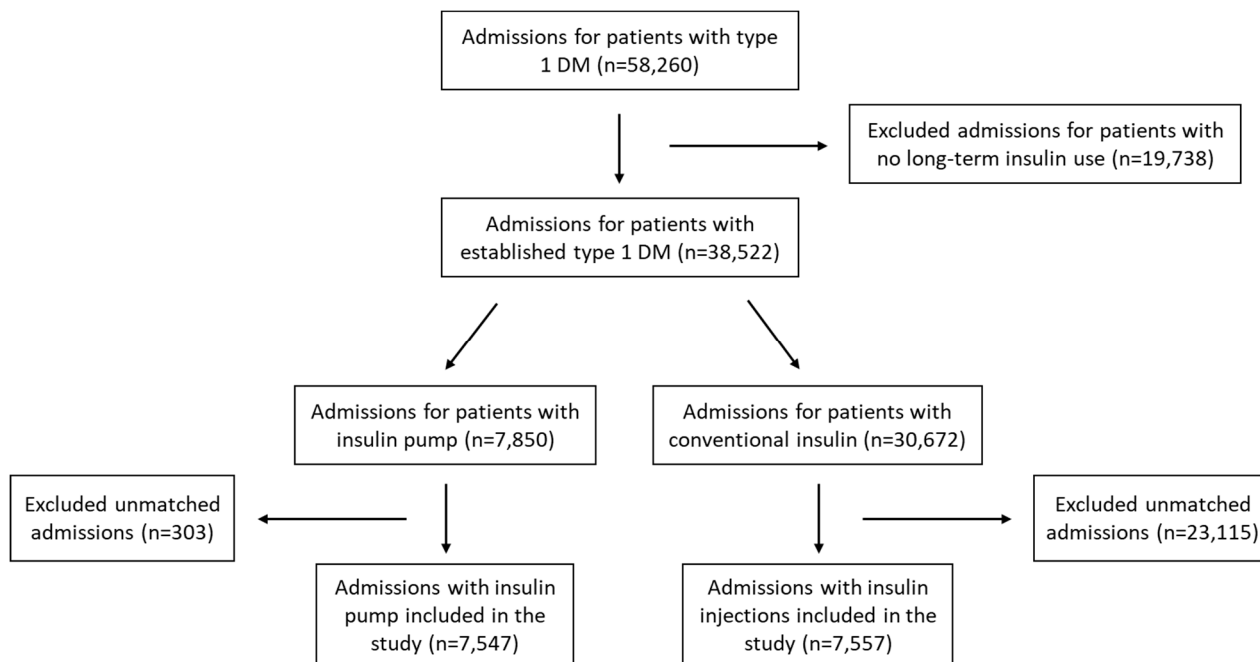 Admissions for patients with type
1 DM (n=58,260)
Excluded admissions for patients with
no long-term insulin use (n=19,738)
Admissions for patients with
established type 1 DM (n=38,522)
Admissions for patients with
insulin pump (n=7,850)
Admissions for patients with
conventional insulin (n=30,672)
Excluded unmatched
admissions (n=303)
Excluded unmatched
admissions (n=23,115)
Admissions with insulin
pump included in the
study (n=7,547)
Admissions with insulin
injections included in the
study (n=7,557)